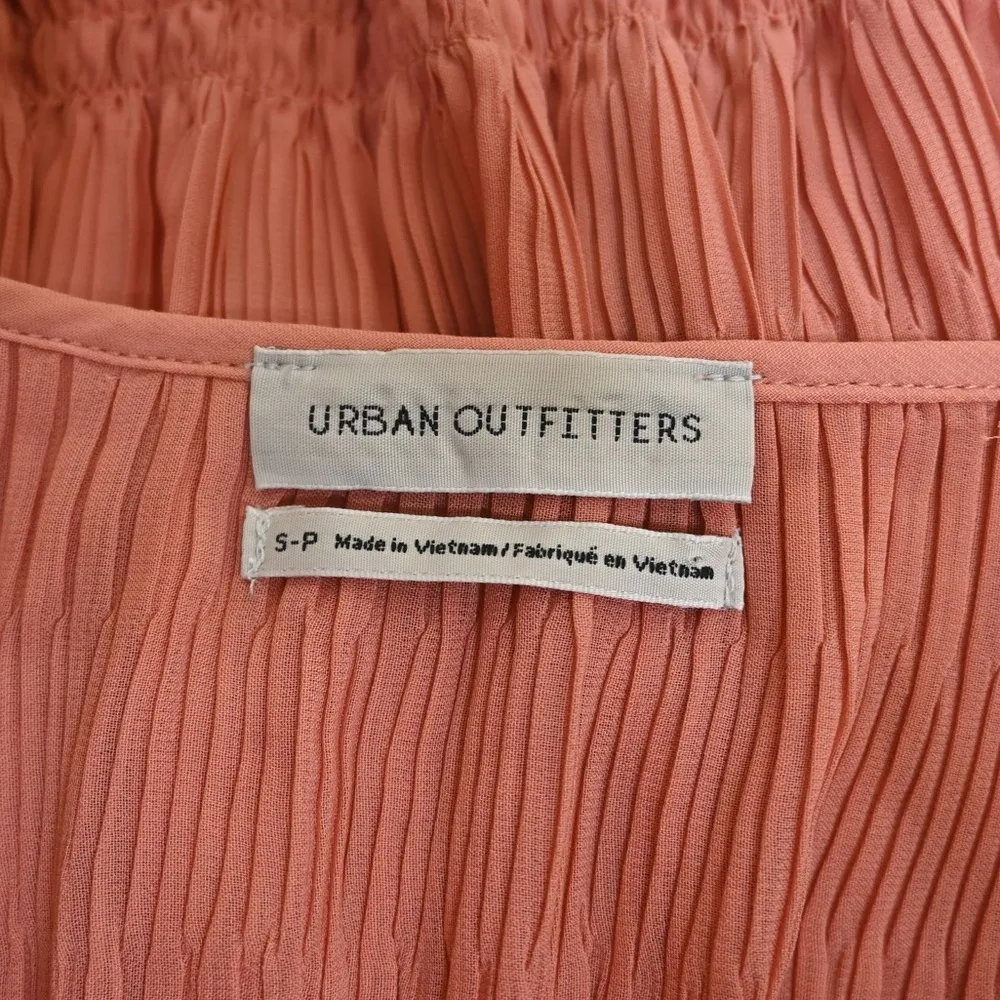 URBAN OUTFITTERS
S-P Made in Vietnam / Fabriqué en Vietnam